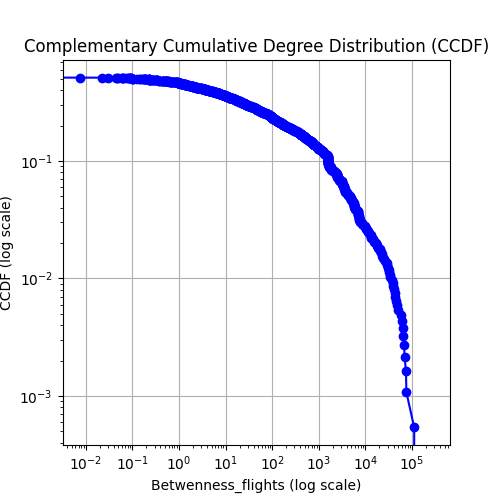 Complementary Cumulative Degree Distribution (CCDF)
CCDF (log scale)
10⁻¹
10⁻²
10⁻³
10⁻² 10⁻¹ 10⁰ 10¹ 10² 10³ 10⁴ 10⁵
Betwenness_flights (log scale)